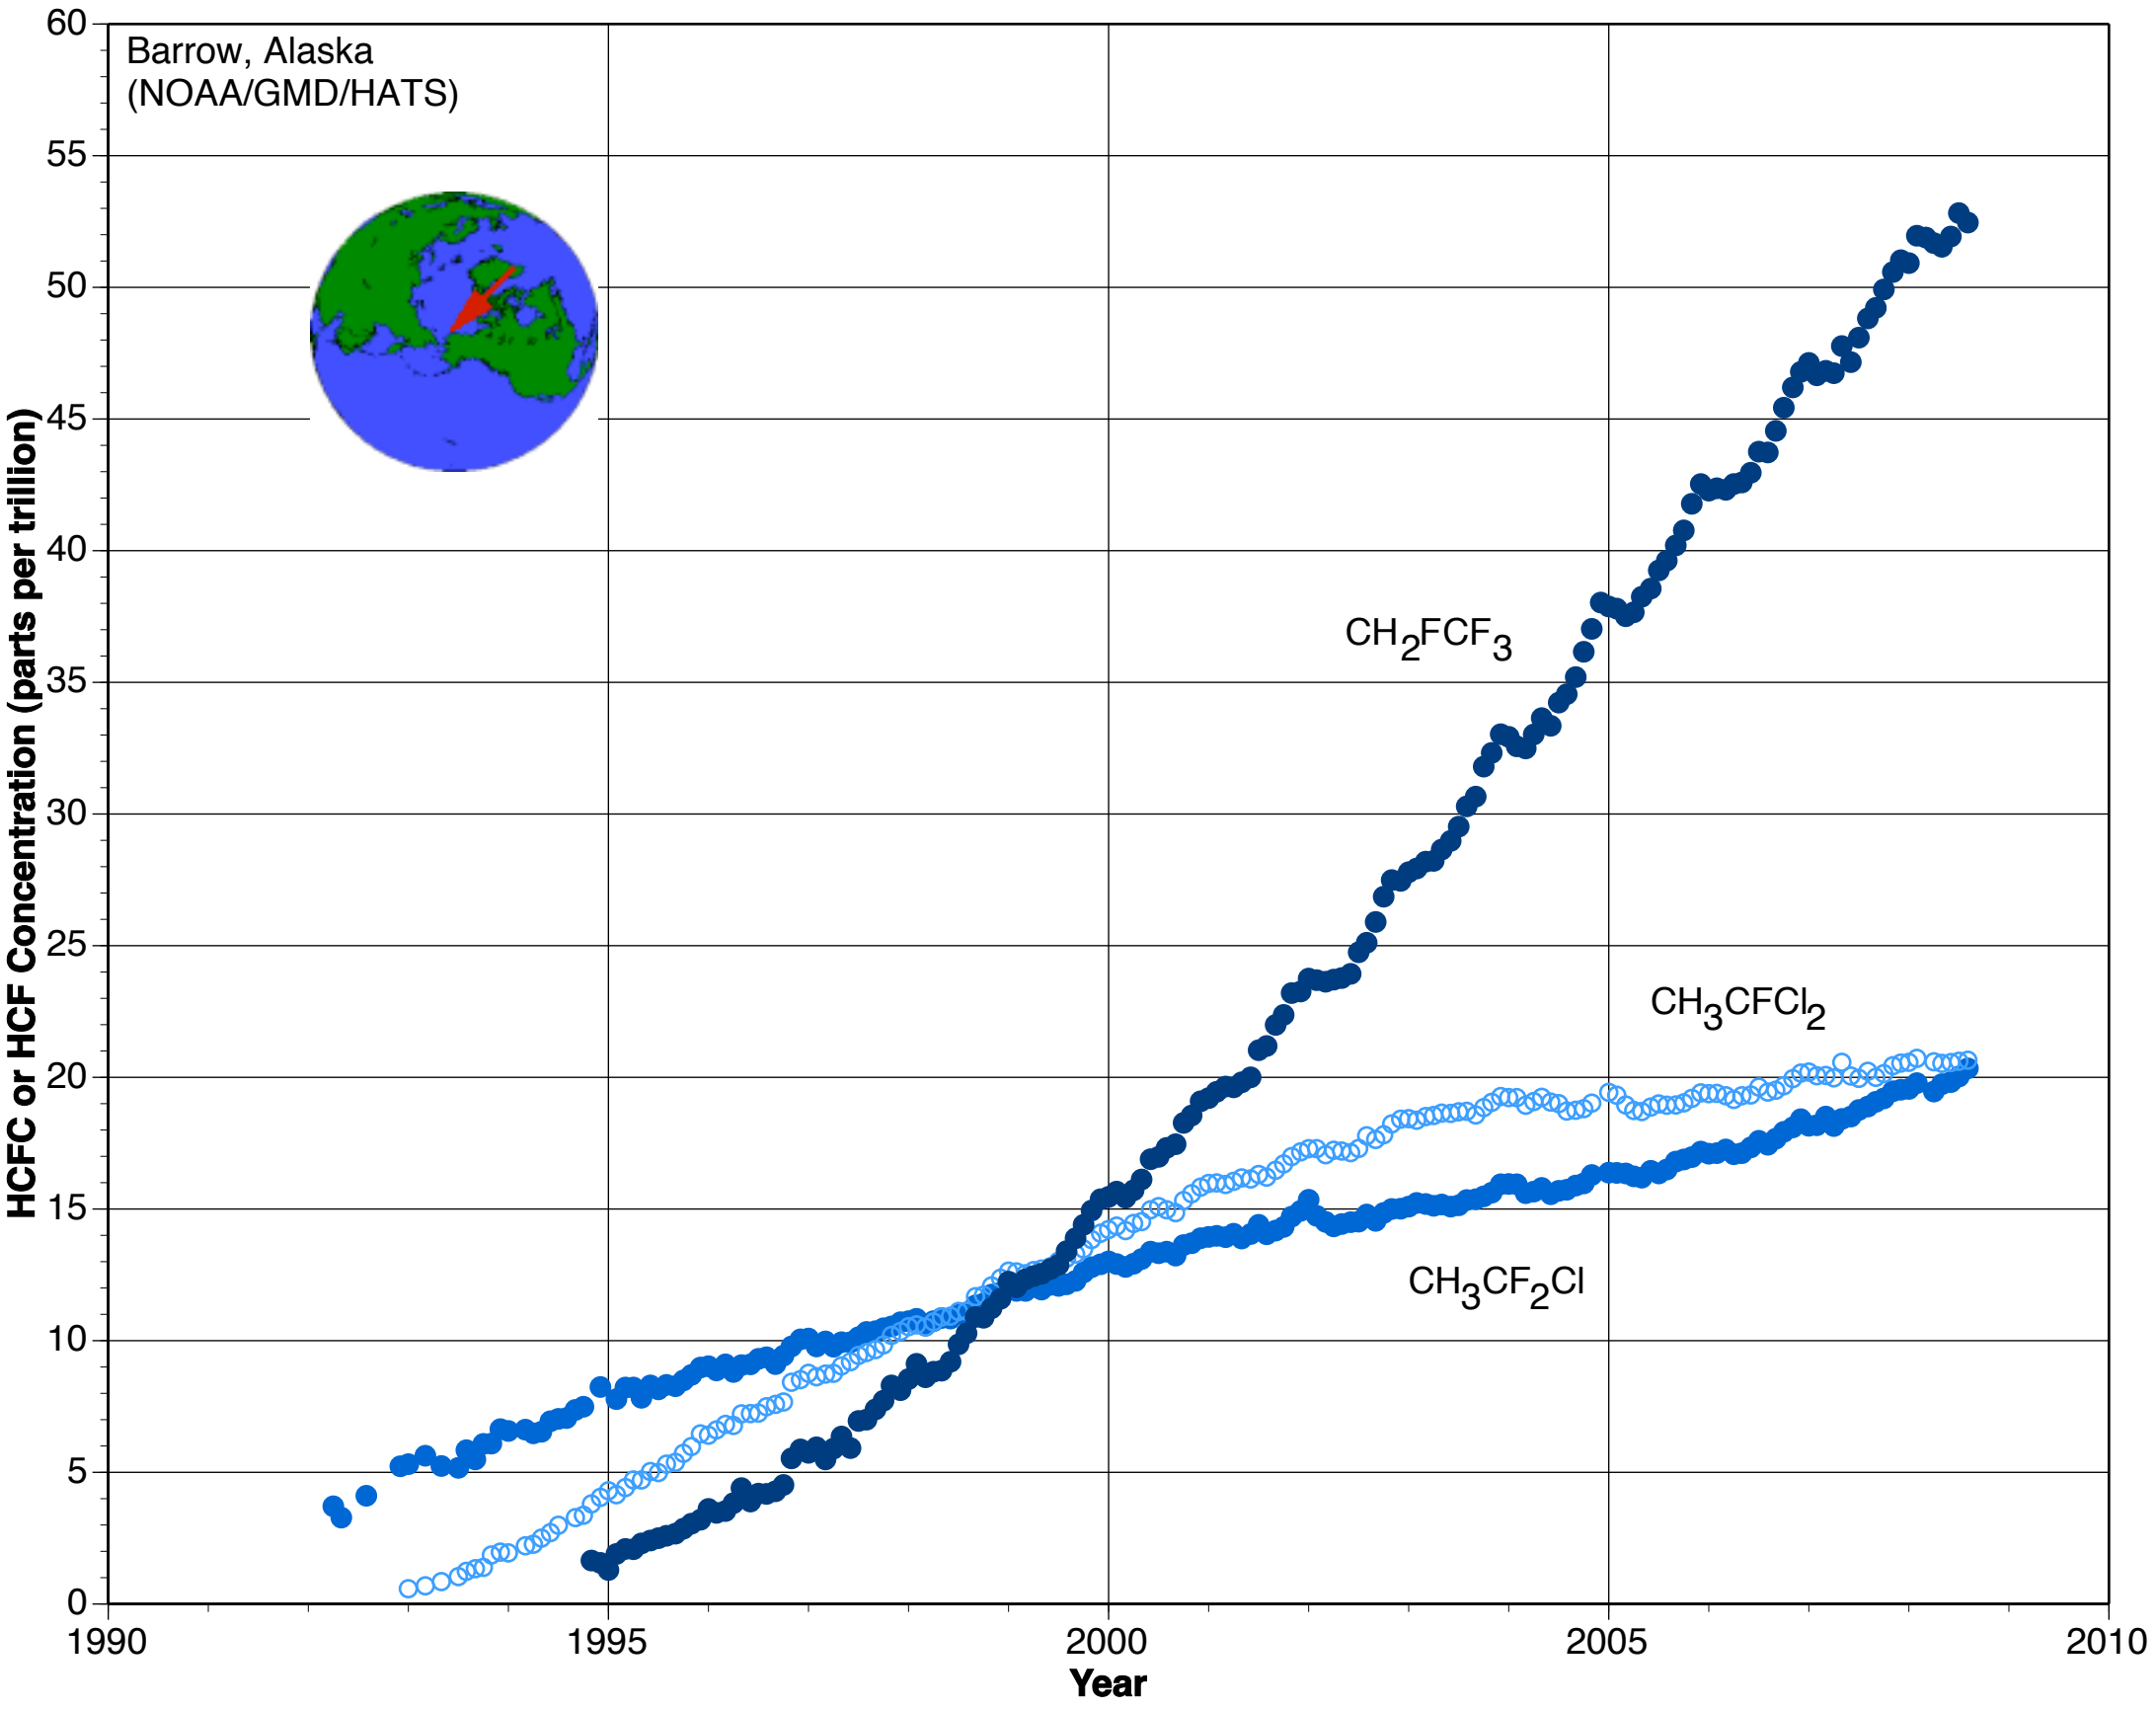 Barrow, Alaska
(NOAA/GMD/HATS)
60
55
50
45
40
35
30
25
20
15
10
5
0
HCFC or HCF Concentration (parts per trillion)
CH2FCF3
CH3CFCl2
CH3CF2Cl
1990 1995 2000 2005 2010
Year